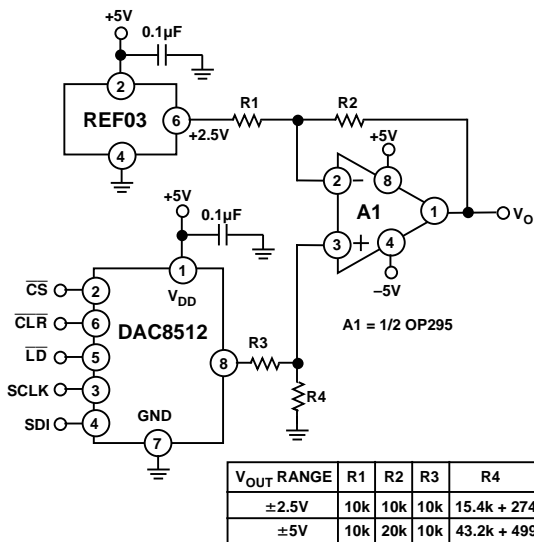 +5V
0.1µF
2
REF03
6
+2.5V
4
R1
R2
+5V
2
−
8
A1
1
VO
3
+
4
−5V
A1 = 1/2 OP295
+5V
0.1µF
1
VDD
CS
2
CLR
6
DAC8512
LD
5
8
R3
SCLK
3
R4
SDI
4
GND
7
VOUT RANGE R1 R2 R3 R4
±2.5V 10k 10k 10k 15.4k + 274
±5V 10k 20k 10k 43.2k + 499